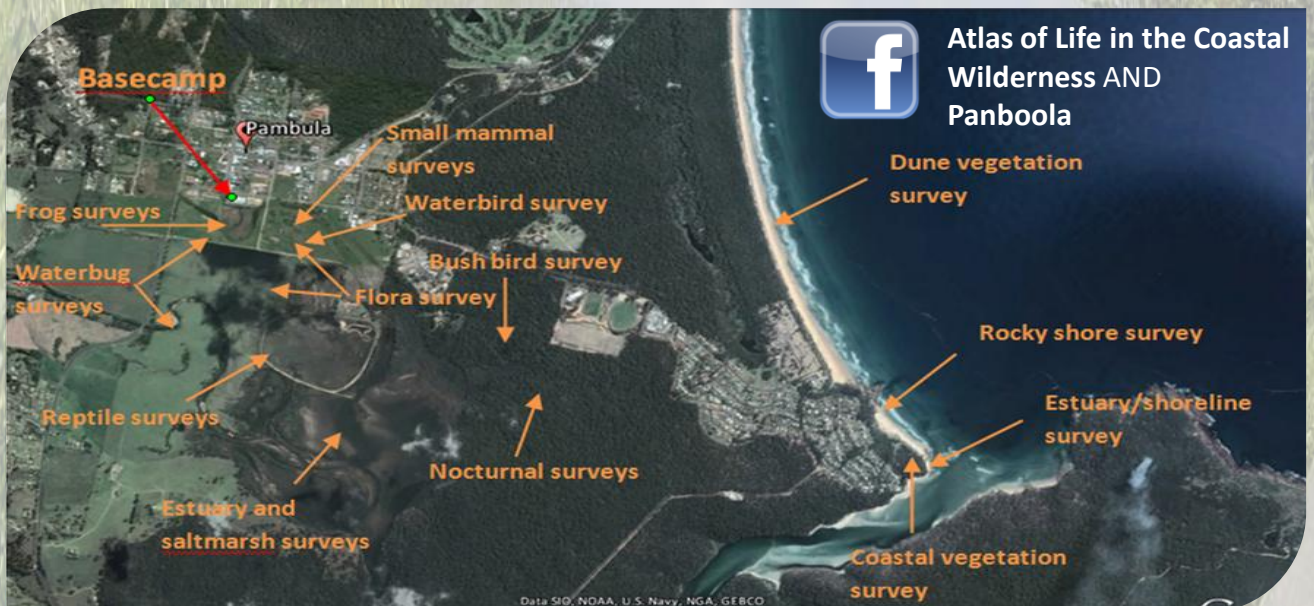 f
Atlas of Life in the Coastal
Wilderness AND
Panboola
Basecamp
Pambula
Small mammal
surveys
Dune vegetation
survey
Frog surveys
Waterbird survey
Bush bird survey
Waterbug
surveys
Flora survey
Rocky shore survey
Reptile surveys
Estuary/shoreline
survey
Nocturnal surveys
Estuary and
saltmarsh surveys
Coastal vegetation
survey
Data SIO, NOAA, U.S. Navy, NGA, GEBCO